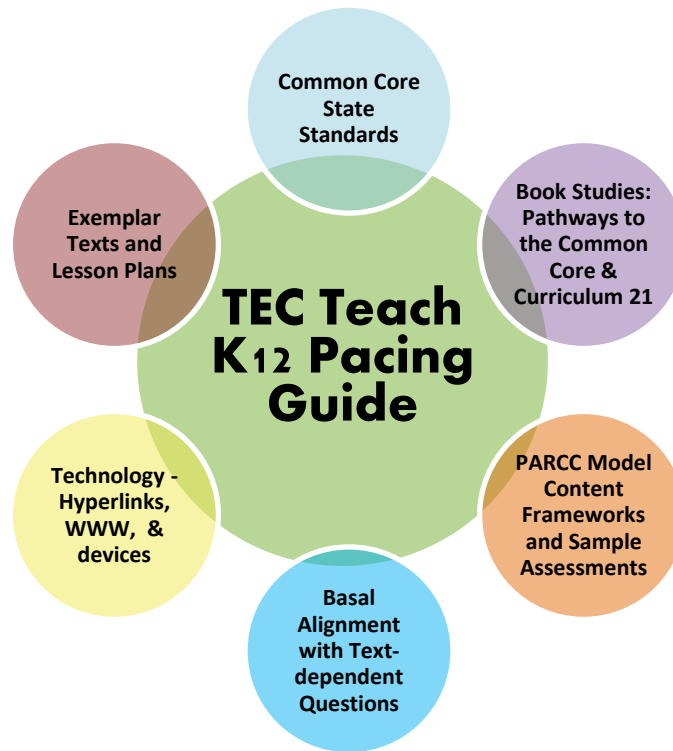 Common Core
State
Standards
Book Studies:
Pathways to
the Common
Core &
Curriculum 21
PARCC Model
Content
Frameworks
and Sample
Assessments
Basal
Alignment
with Text-
dependent
Questions
Technology -
Hyperlinks,
WWW, &
devices
Exemplar
Texts and
Lesson Plans
TEC Teach
K12 Pacing
Guide